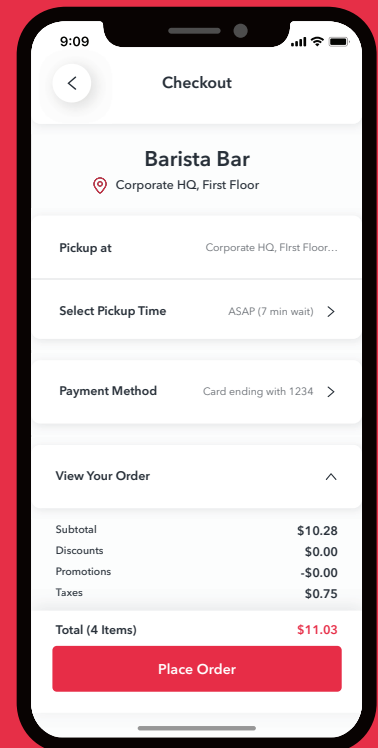 9:09
Checkout
Barista Bar
Corporate HQ, First Floor
Pickup at Corporate HQ, FIrst Floor...
Select Pickup Time ASAP (7 min wait)
Payment Method Card ending with 1234
View Your Order
Subtotal $10.28
Discounts $0.00
Promotions -$0.00
Taxes $0.75
Total (4 Items) $11.03
Place Order